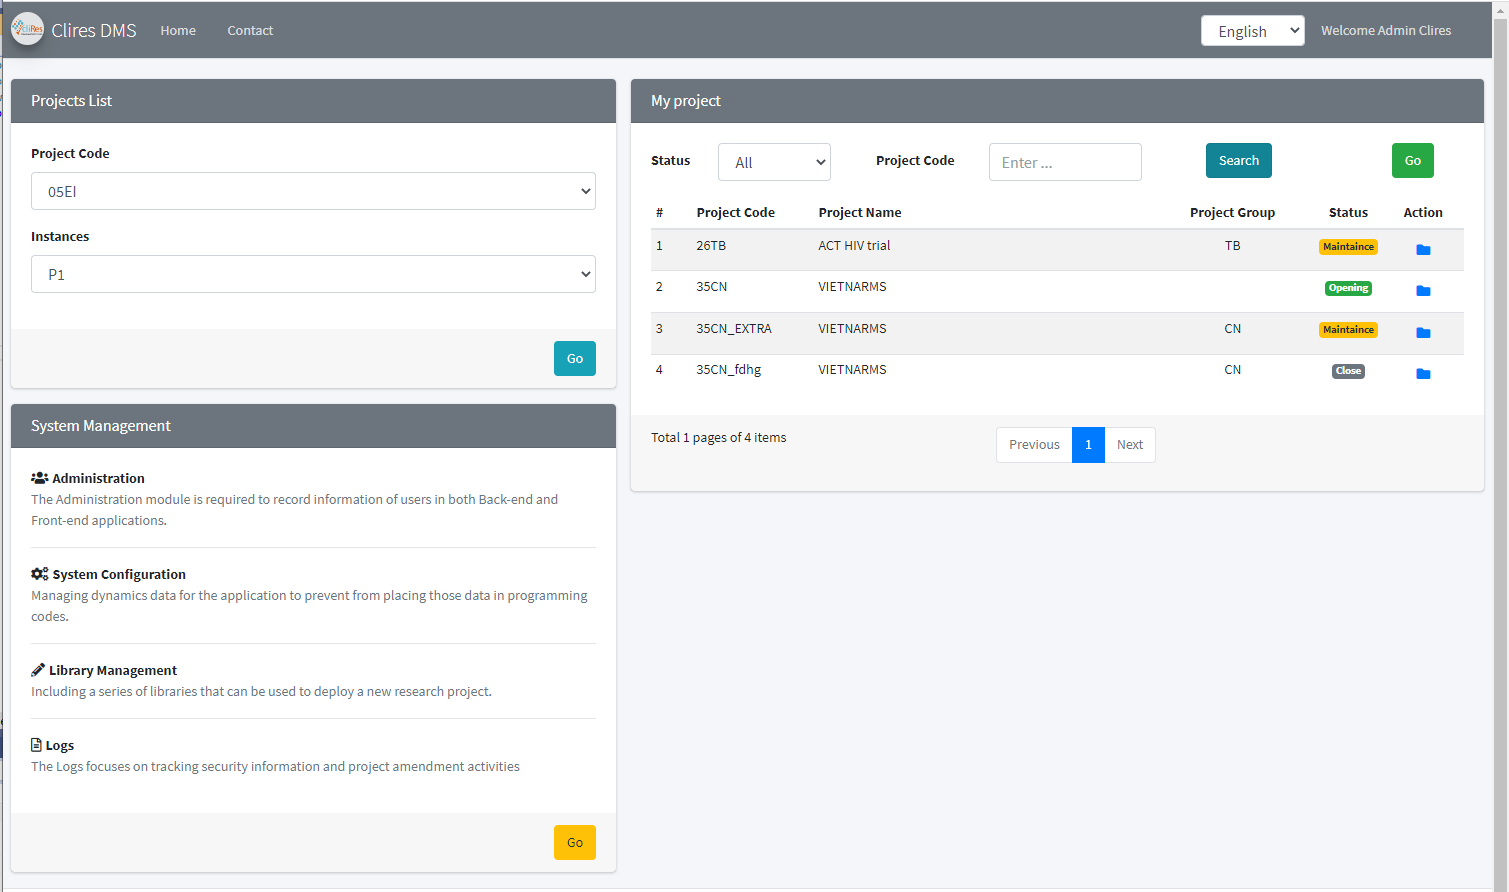 cliRes
Clires DMS
Home
Contact
English
Welcome Admin Clires
Projects List
Project Code
05EI
Instances
P1
Go
System Management
Administration
The Administration module is required to record information of users in both Back-end and
Front-end applications.
System Configuration
Managing dynamics data for the application to prevent from placing those data in programming
codes.
Library Management
Including a series of libraries that can be used to deploy a new research project.
Logs
The Logs focuses on tracking security information and project amendment activities
Go
My project
Status
All
Project Code
Enter ...
Search
Go
# Project Code Project Name Project Group Status Action
1 26TB ACT HIV trial TB Maintaince
2 35CN VIETNARMS Opening
3 35CN_EXTRA VIETNARMS CN Maintaince
4 35CN_fdhg VIETNARMS CN Close
Total 1 pages of 4 items
Previous 1 Next